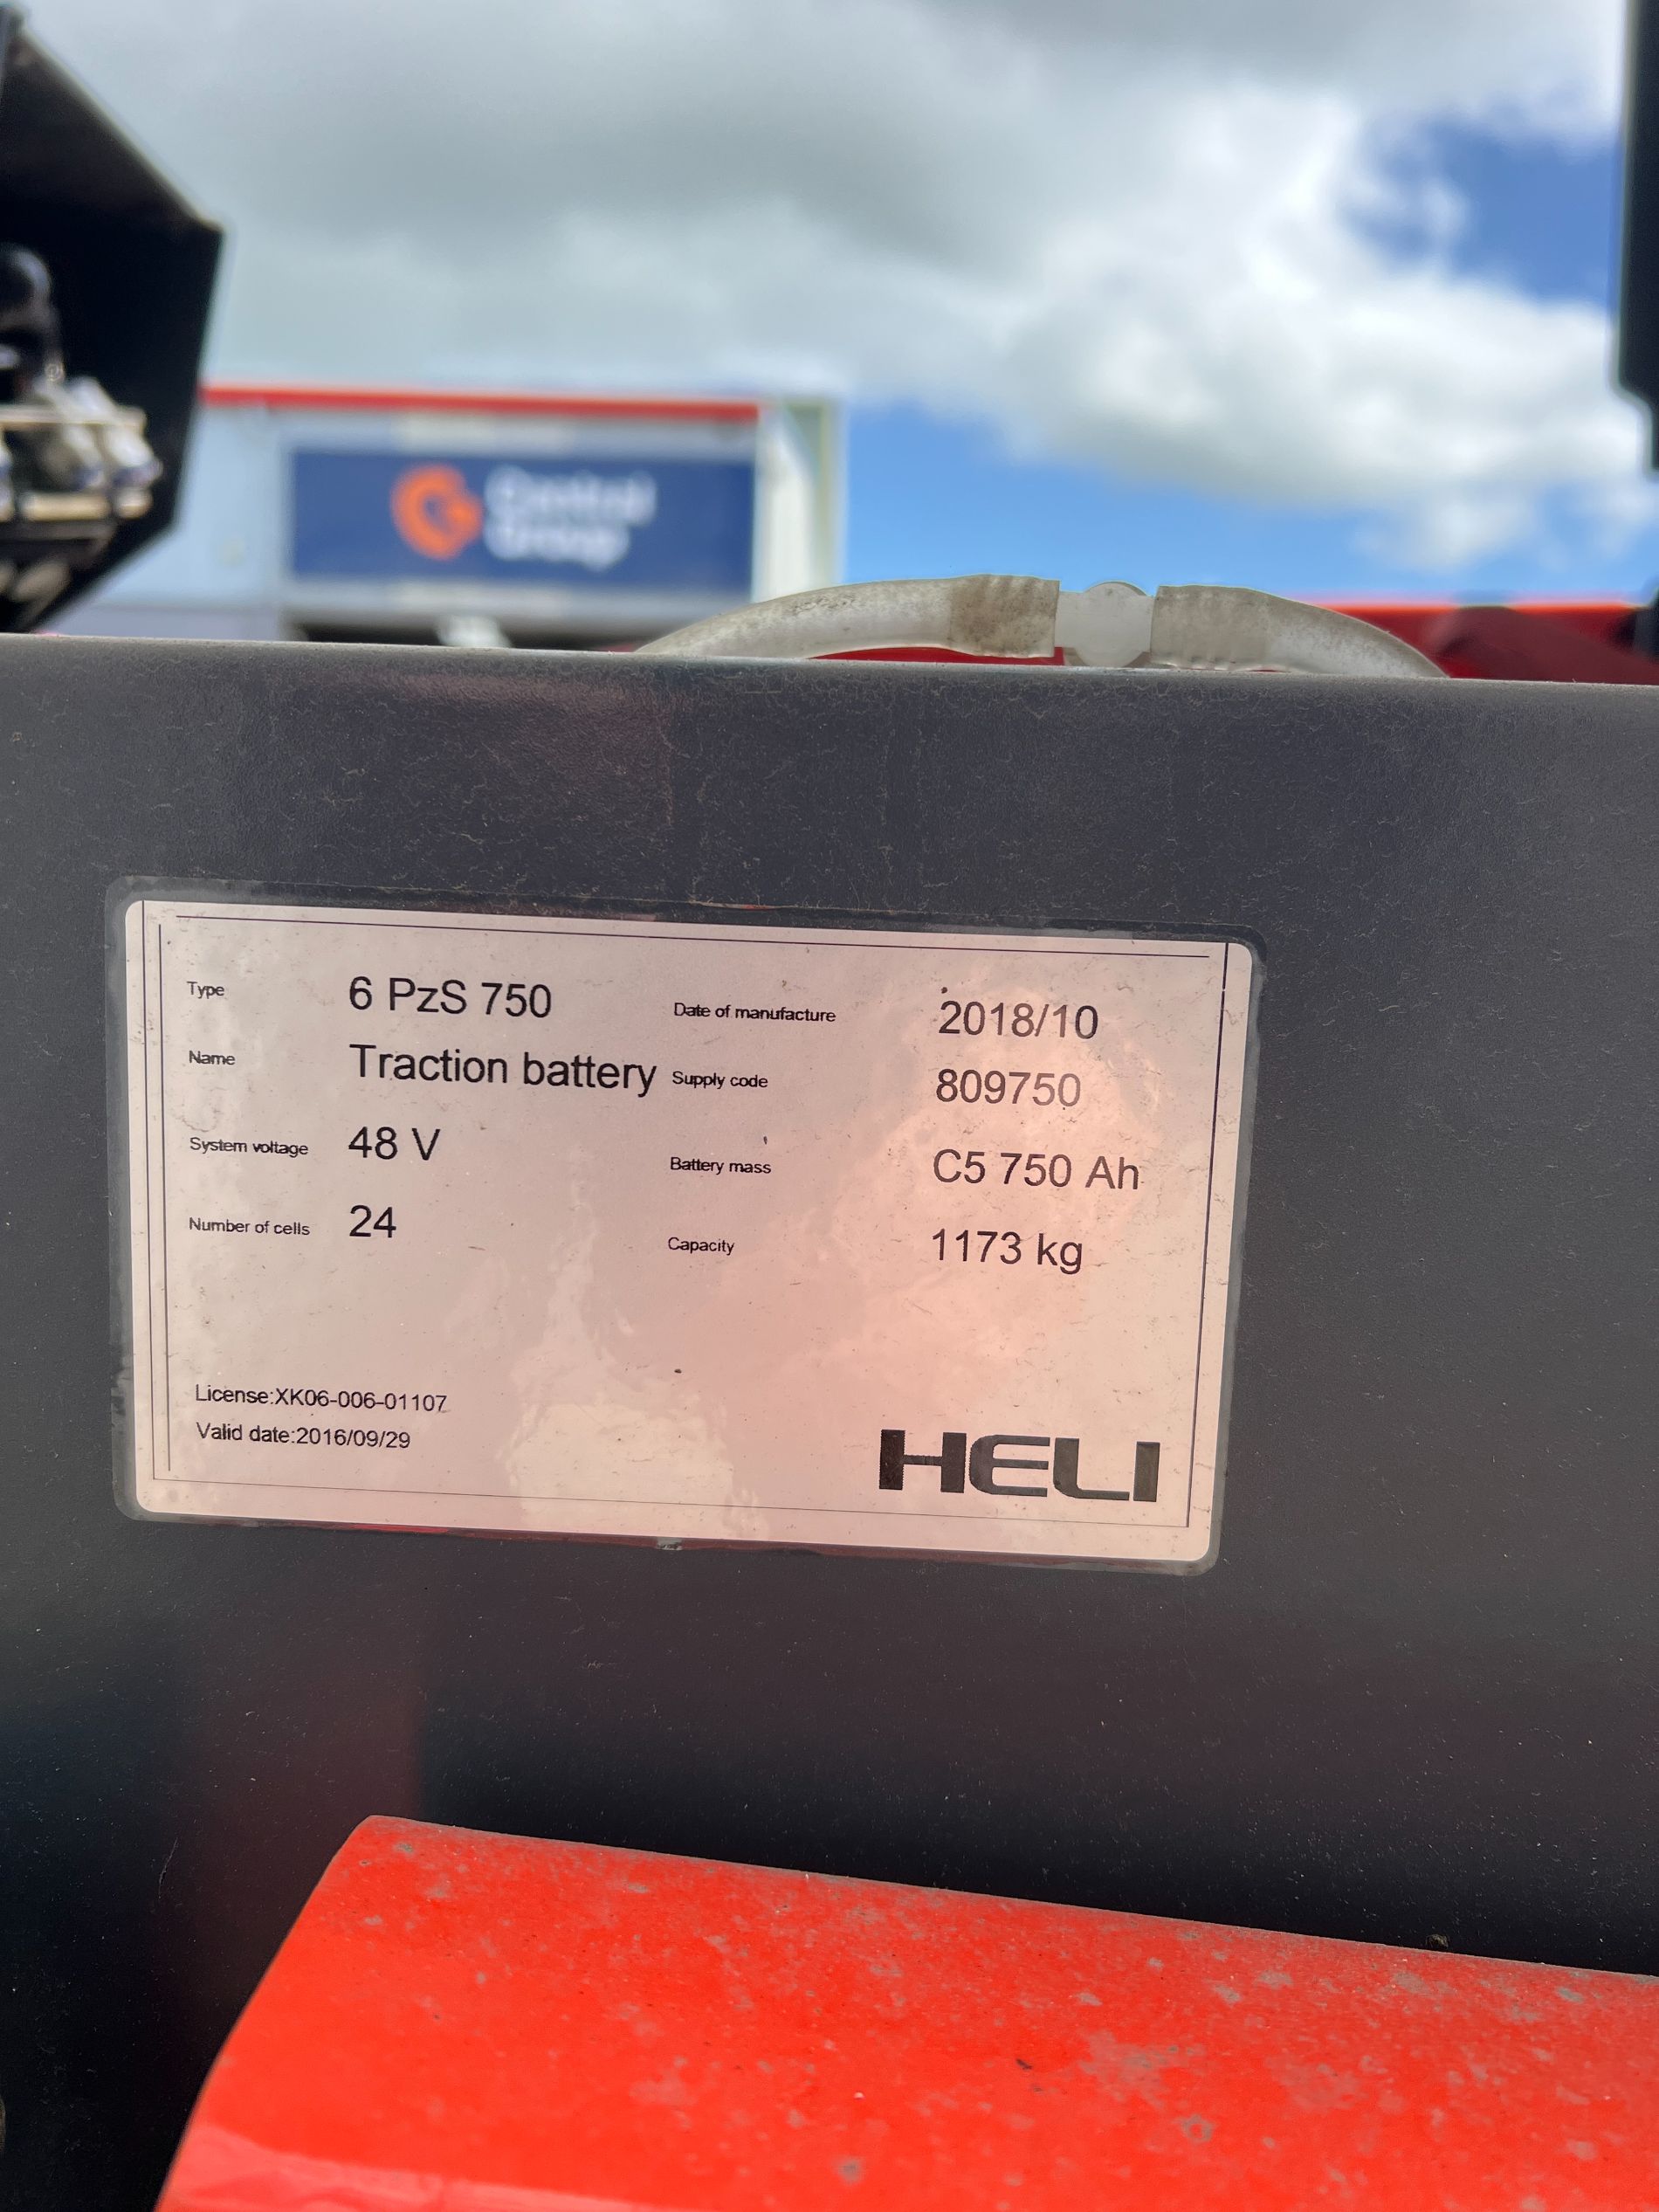 Central
Group
Type 6 PzS 750 Date of manufacture 2018/10
Name Traction battery Supply code 809750
System voltage 48 V Battery mass C5 750 Ah
Number of cells 24 Capacity 1173 kg
License:XK06-006-01107
Valid date:2016/09/29
HELI